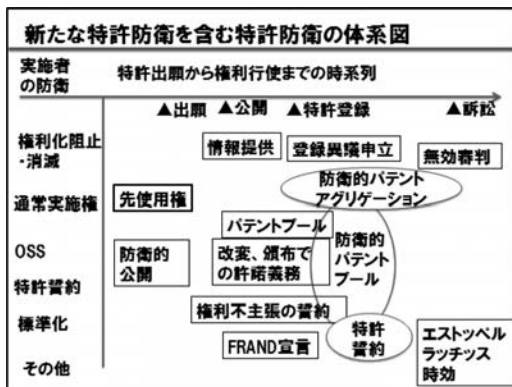 新たな特許防衛を含む特許防衛の体系図
実施者
の防衛
特許出願から権利行使までの時系列
▲出願
▲公開
▲特許登録
▲訴訟
権利化阻止
・消滅
情報提供
登録異議申立
無効審判
防衛的パテント
アグリゲーション
通常実施権
先使用権
パテントプール
OSS
防衛的
公開
改変、頒布で
の許諾義務
防衛的
パテント
プール
特許誓約
標準化
権利不主張の誓約
特許
誓約
FRAND宣言
エストッペル
ラッチッス
時効
その他